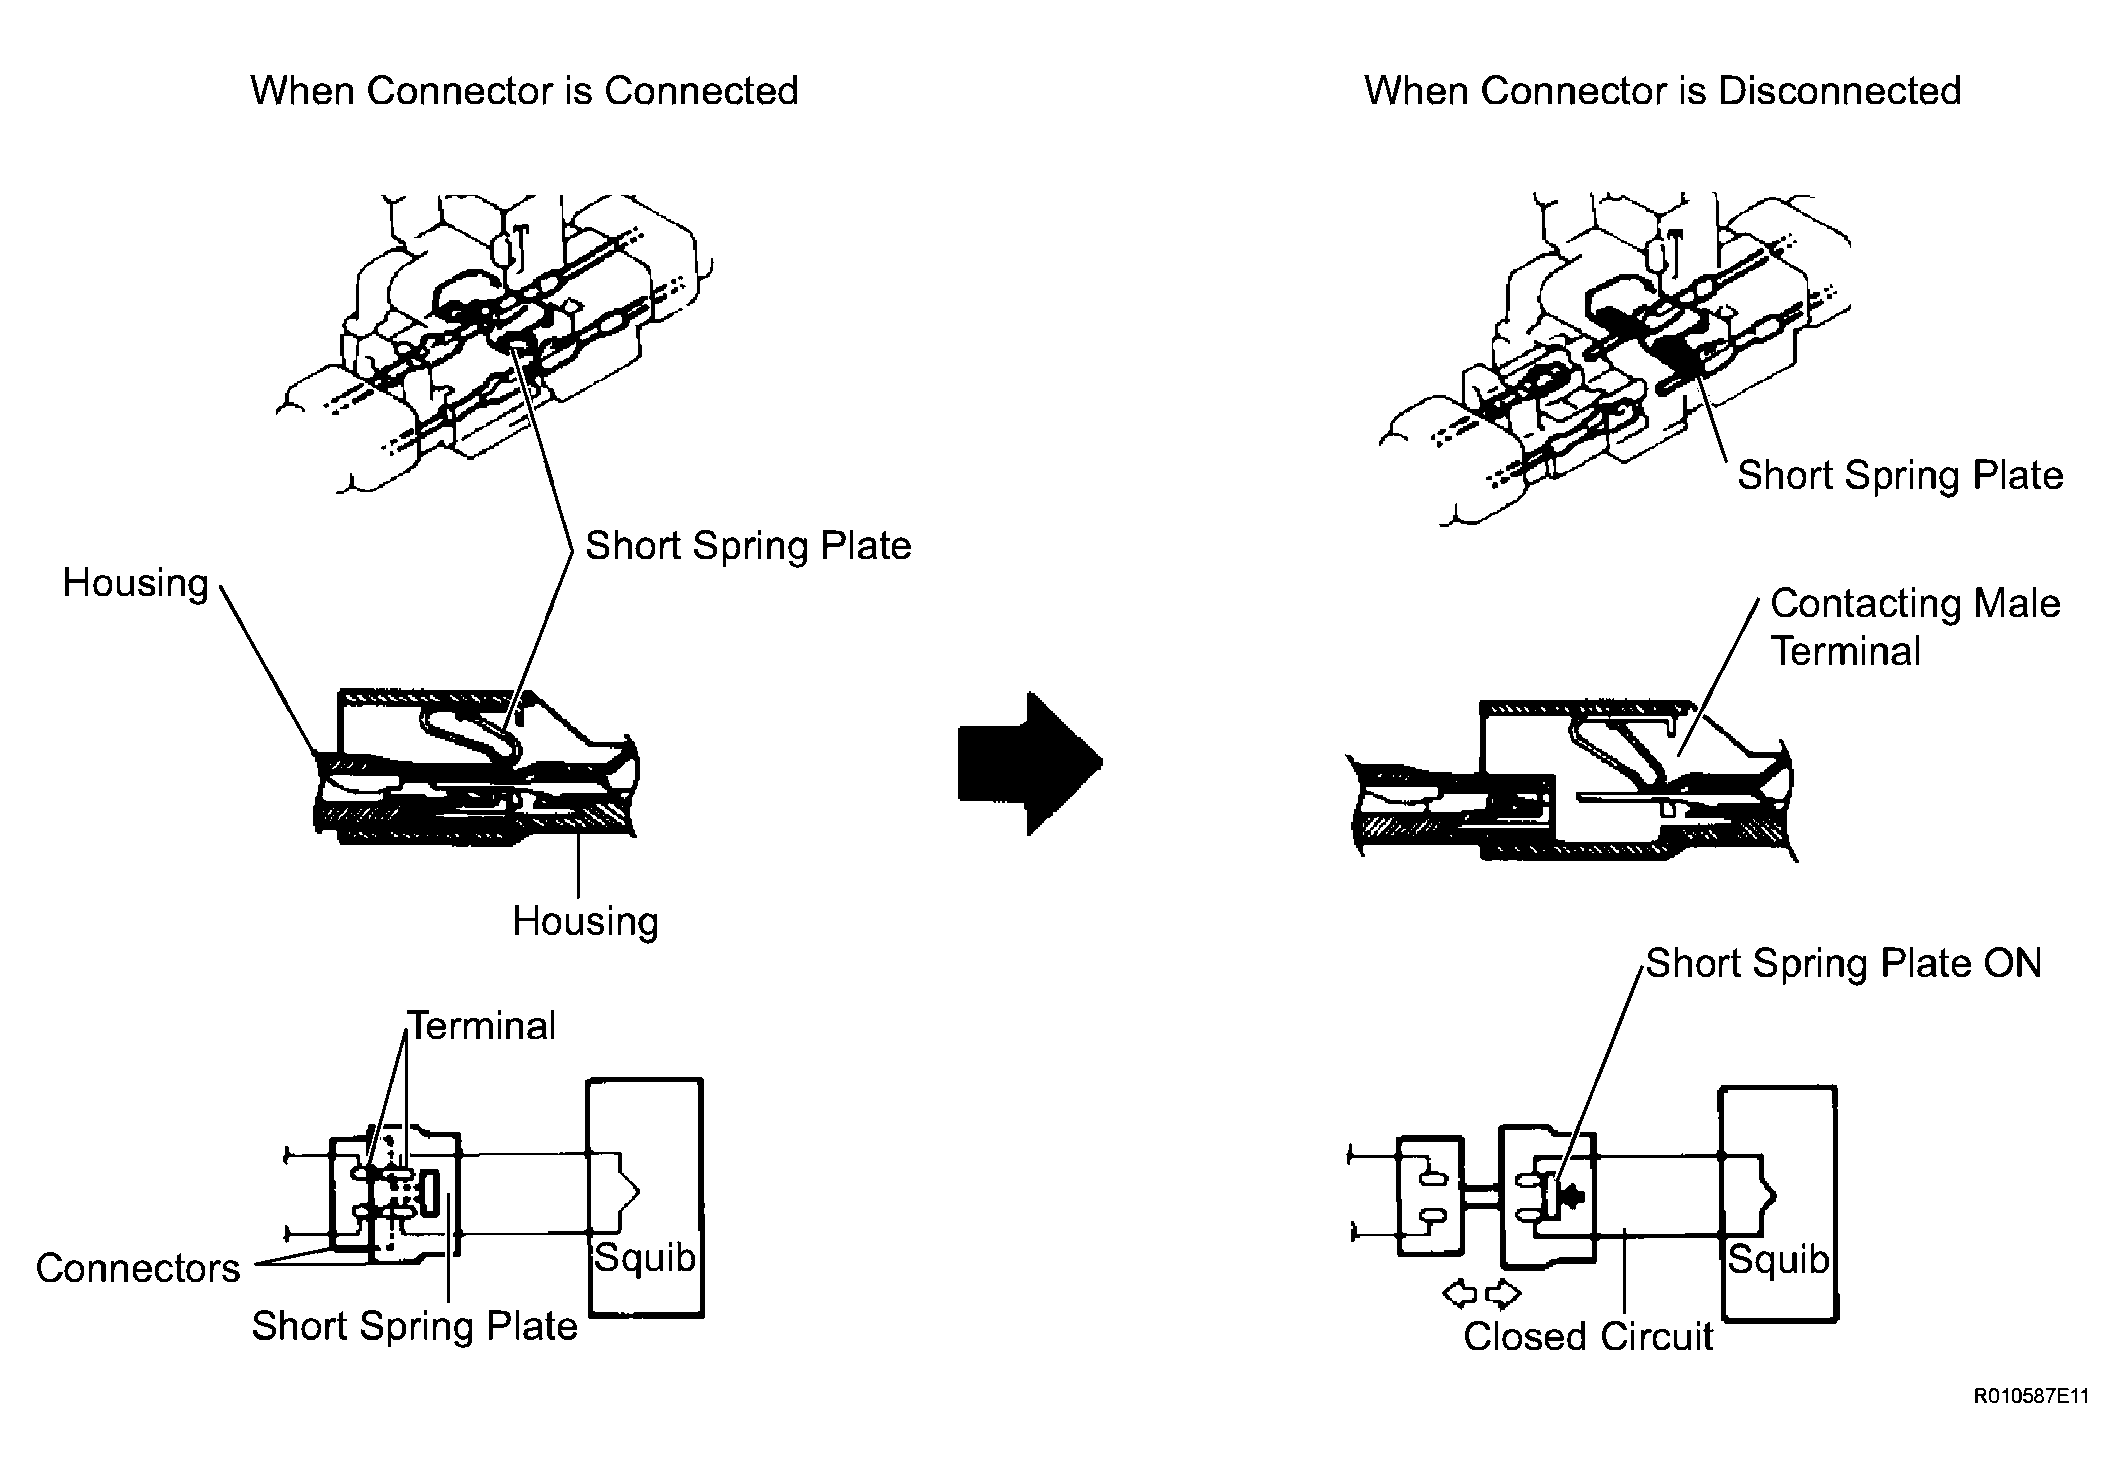 When Connector is Connected
When Connector is Disconnected
Short Spring Plate
Short Spring Plate
Housing
Contacting Male
Terminal
Housing
Short Spring Plate ON
Terminal
Connectors
Squib
Short Spring Plate
Squib
Closed Circuit
R010587E11